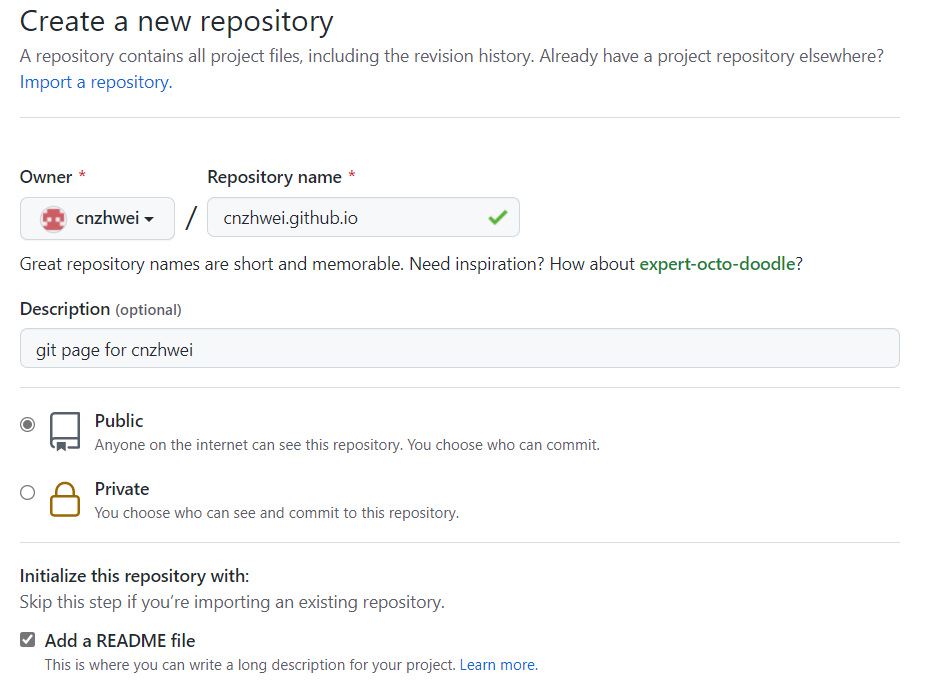 Create a new repository
A repository contains all project files, including the revision history. Already have a project repository elsewhere?
Import a repository.
Owner * Repository name *
cnzhwei / cnzhwei.github.io
Great repository names are short and memorable. Need inspiration? How about expert-octo-doodle?
Description (optional)
git page for cnzhwei
Public
Anyone on the internet can see this repository. You choose who can commit.
Private
You choose who can see and commit to this repository.
Initialize this repository with:
Skip this step if you’re importing an existing repository.
Add a README file
This is where you can write a long description for your project. Learn more.